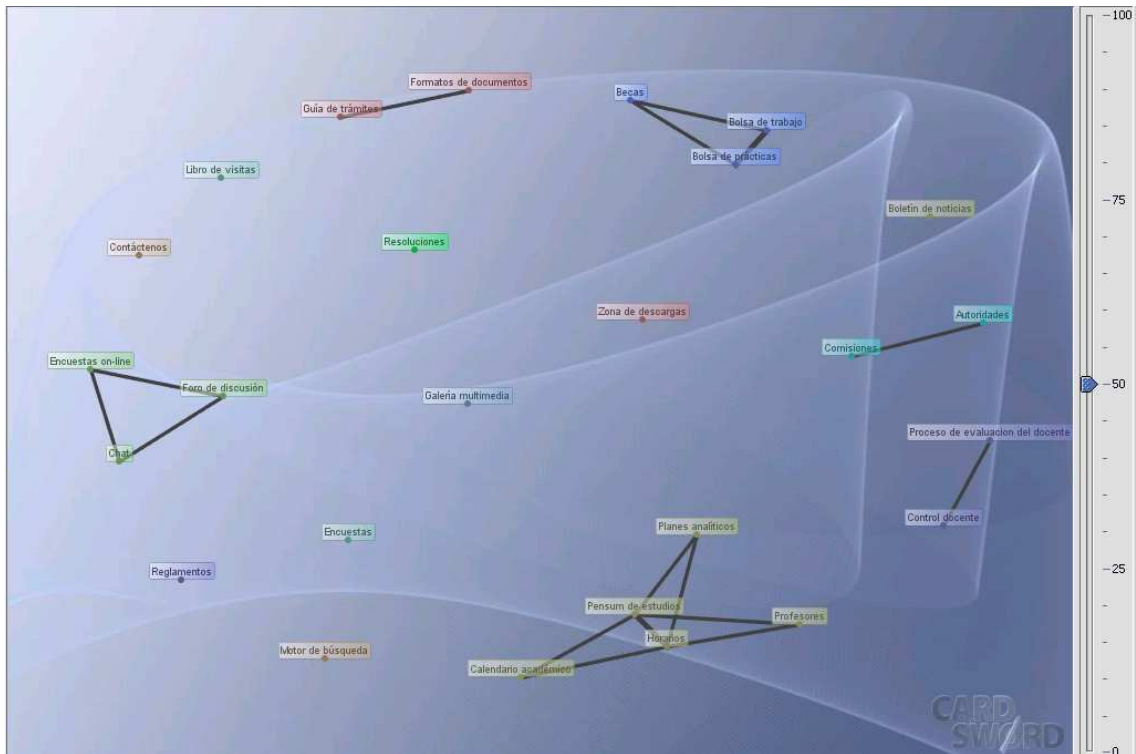 Formatos de documentos
Guía de trámites
Becas
Bolsa de trabajo
Bolsa de prácticas
Libro de visitas
Boletín de noticias
Contáctenos
Resoluciones
Zona de descargas
Autoridades
Comisiones
Encuestas on-line
Foro de discusión
Galería multimedia
Chat
Proceso de evaluacion del docente
Control docente
Encuestas
Planes analíticos
Reglamentos
Pensum de estudios
Profesores
Horarios
Motor de búsqueda
Calendario académico
CARD
SWORD
100
75
50
25
0